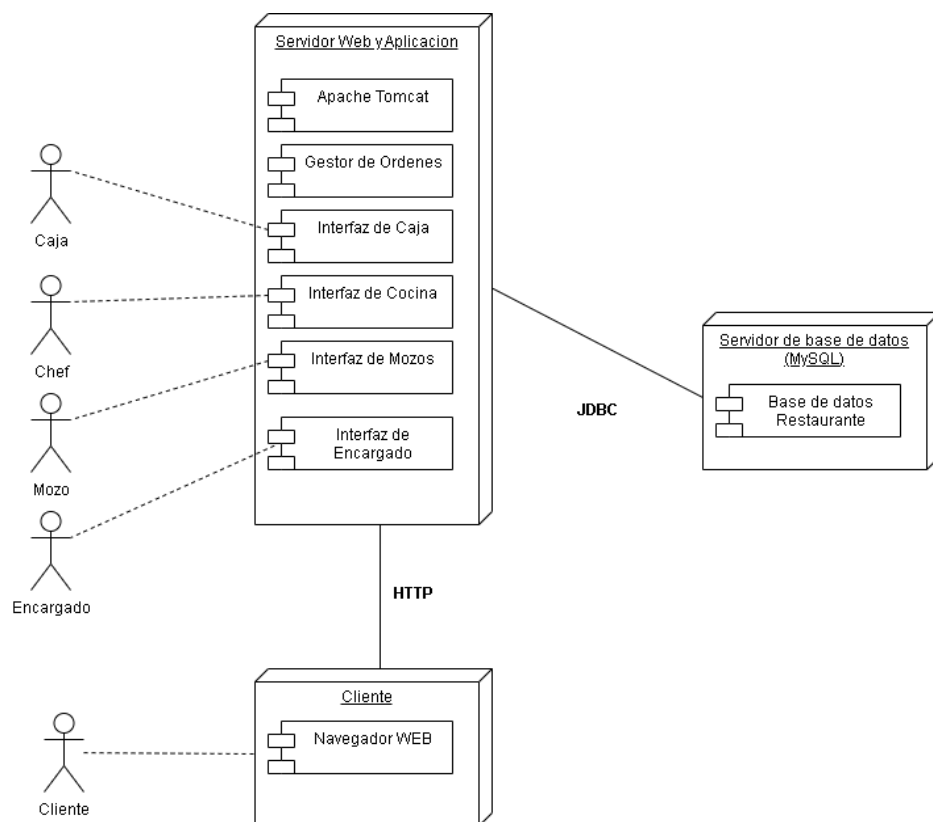 Servidor Web y Aplicacion
Apache Tomcat
Gestor de Ordenes
Interfaz de Caja
Interfaz de Cocina
Interfaz de Mozos
Interfaz de
Encargado
Caja
Chef
Mozo
Encargado
Servidor de base de datos
(MySQL)
Base de datos
Restaurante
JDBC
HTTP
Cliente
Navegador WEB
Cliente